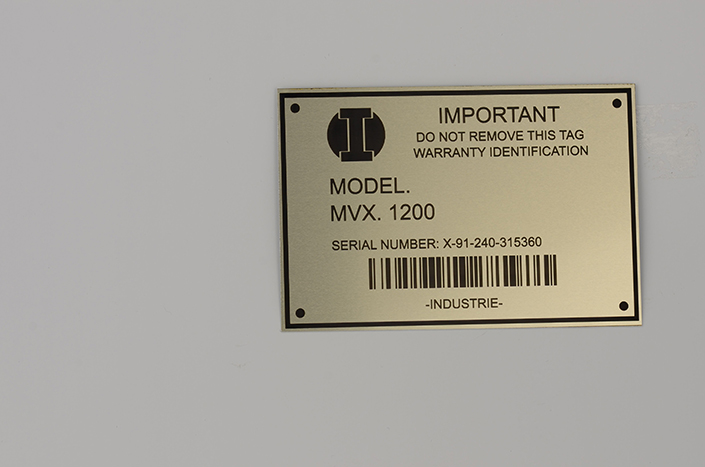 I
IMPORTANT
DO NOT REMOVE THIS TAG
WARRANTY IDENTIFICATION
MODEL.
MVX. 1200
SERIAL NUMBER: X-91-240-315360
-INDUSTRIE-